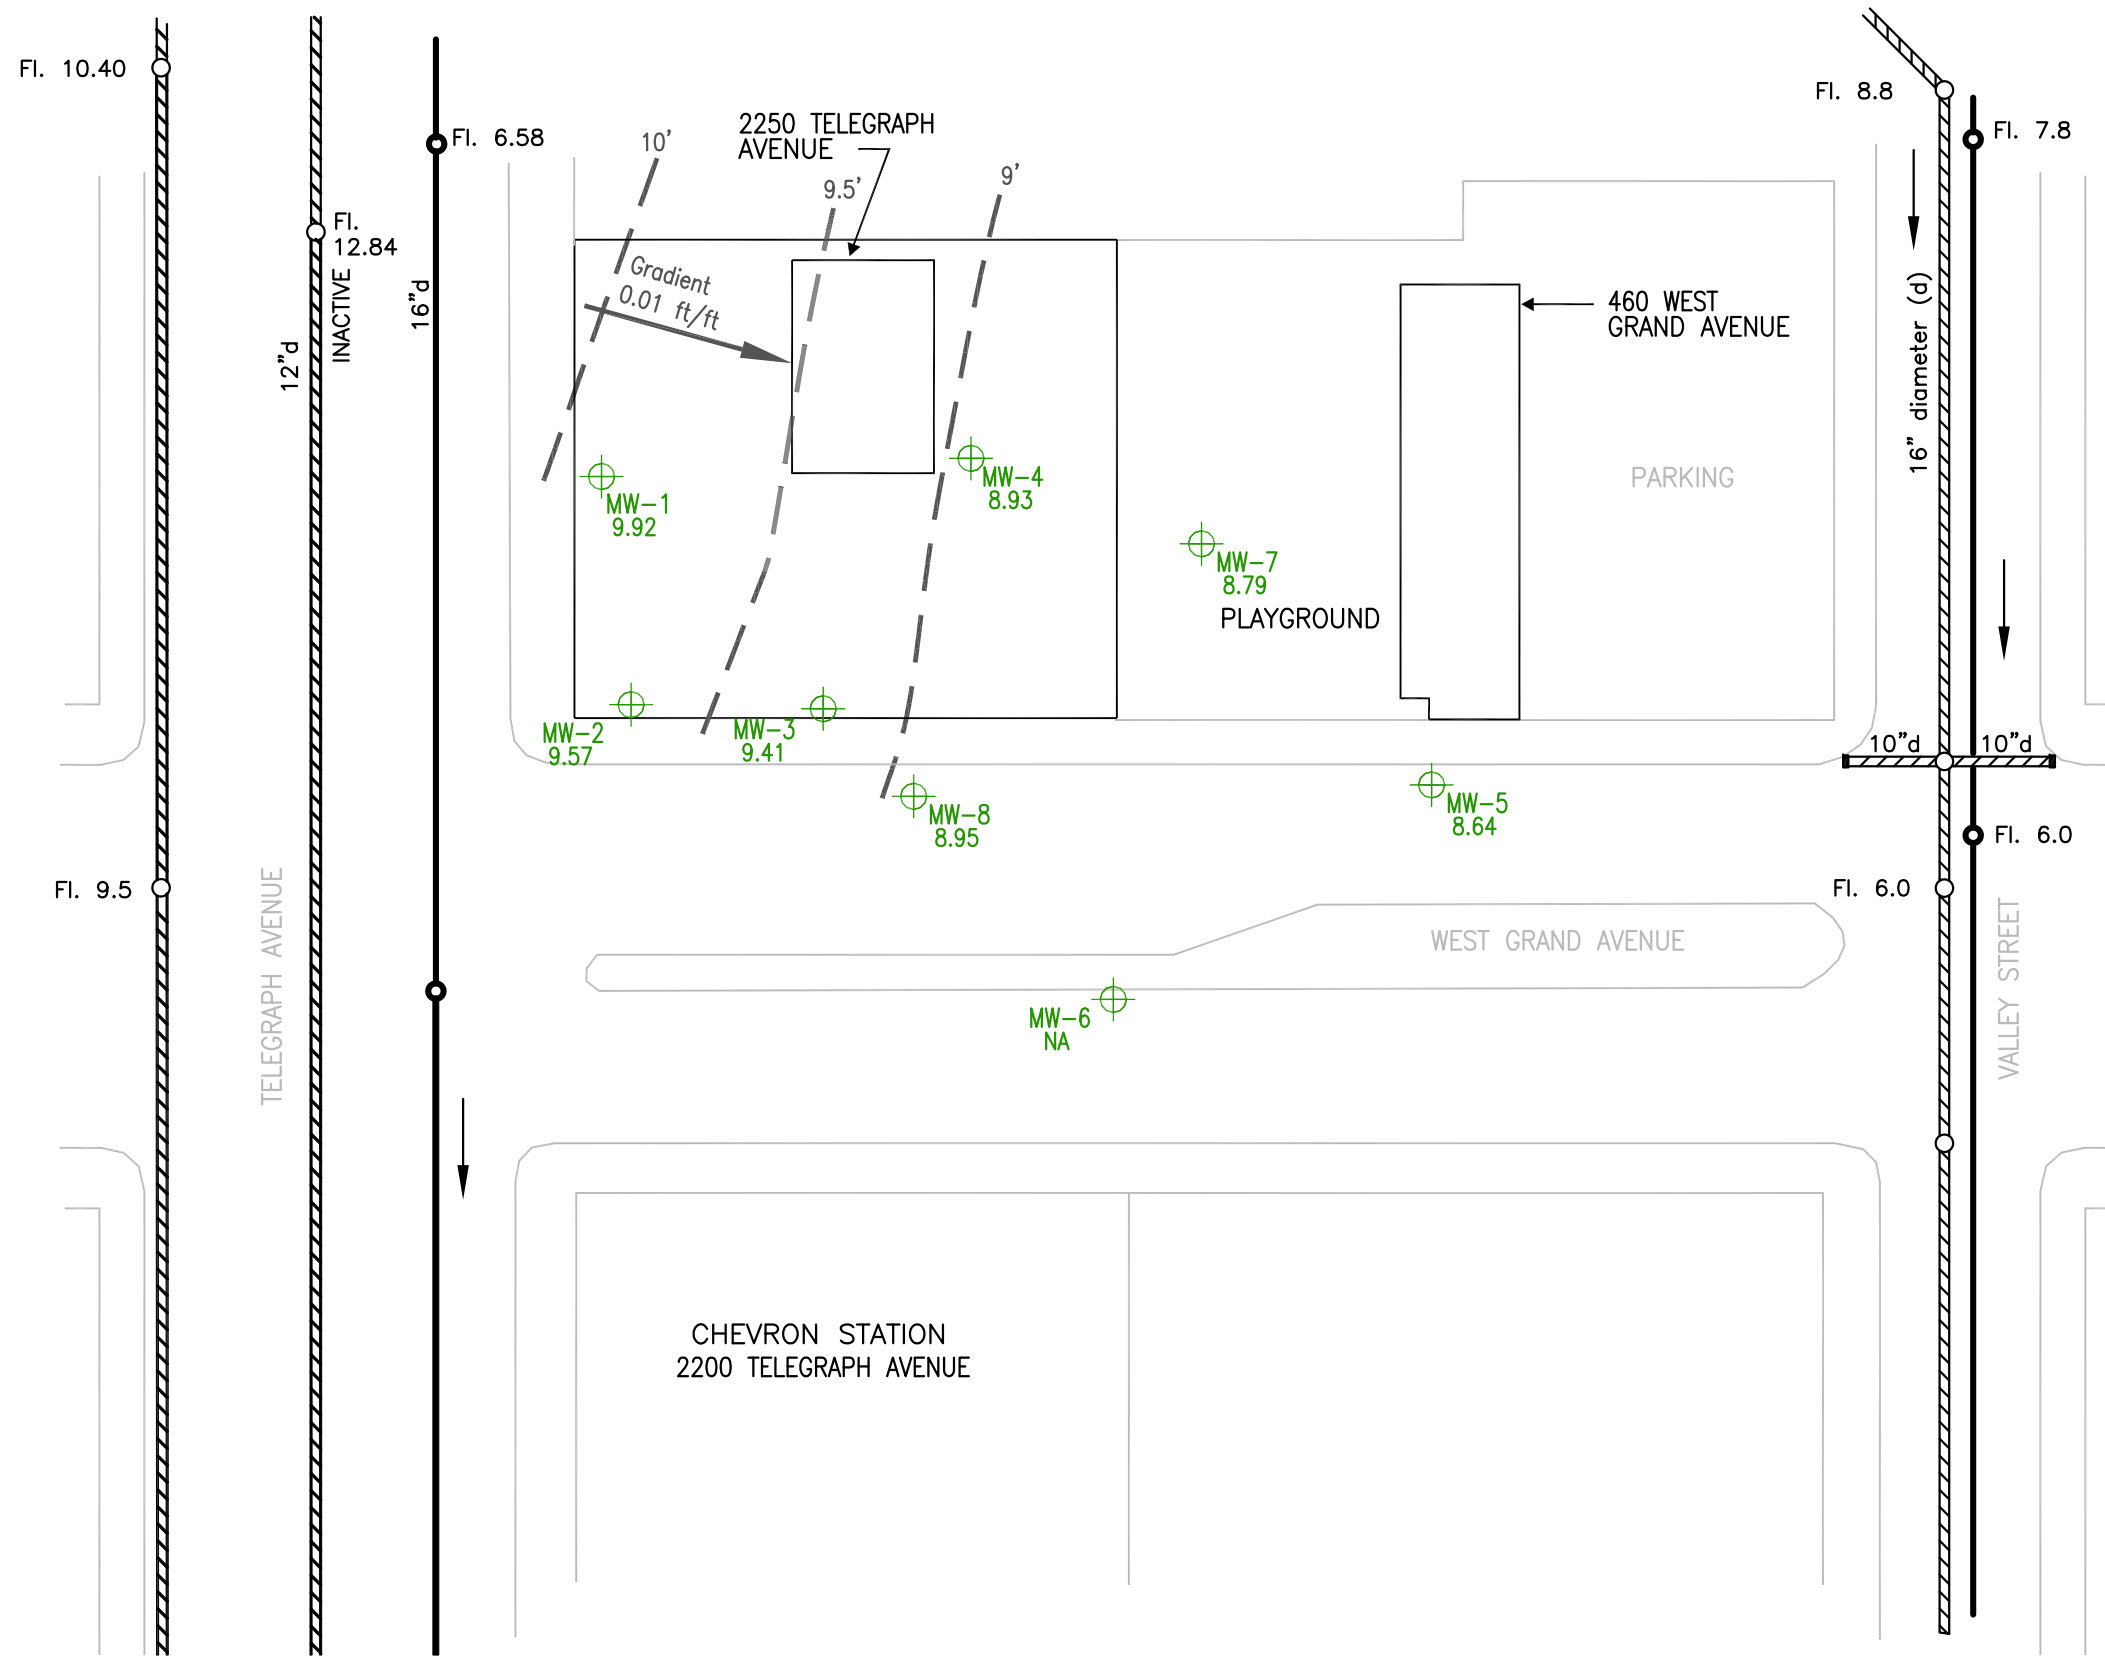 Fl. 10.40
Fl. 8.8
2250 TELEGRAPH
AVENUE
Fl. 7.8
Fl. 6.58
10'
9.5'
9'
Fl.
12.84
INACTIVE
16"d
12"d
Gradient
0.01 ft/ft
460 WEST
GRAND AVENUE
16" diameter (d)
MW-4
8.93
PARKING
MW-1
9.92
MW-7
8.79
PLAYGROUND
MW-2
9.57
MW-3
9.41
10"d
10"d
MW-8
8.95
MW-5
8.64
Fl. 6.0
Fl. 9.5
Fl. 6.0
TELEGRAPH AVENUE
WEST GRAND AVENUE
VALLEY STREET
MW-6
NA
CHEVRON STATION
2200 TELEGRAPH AVENUE